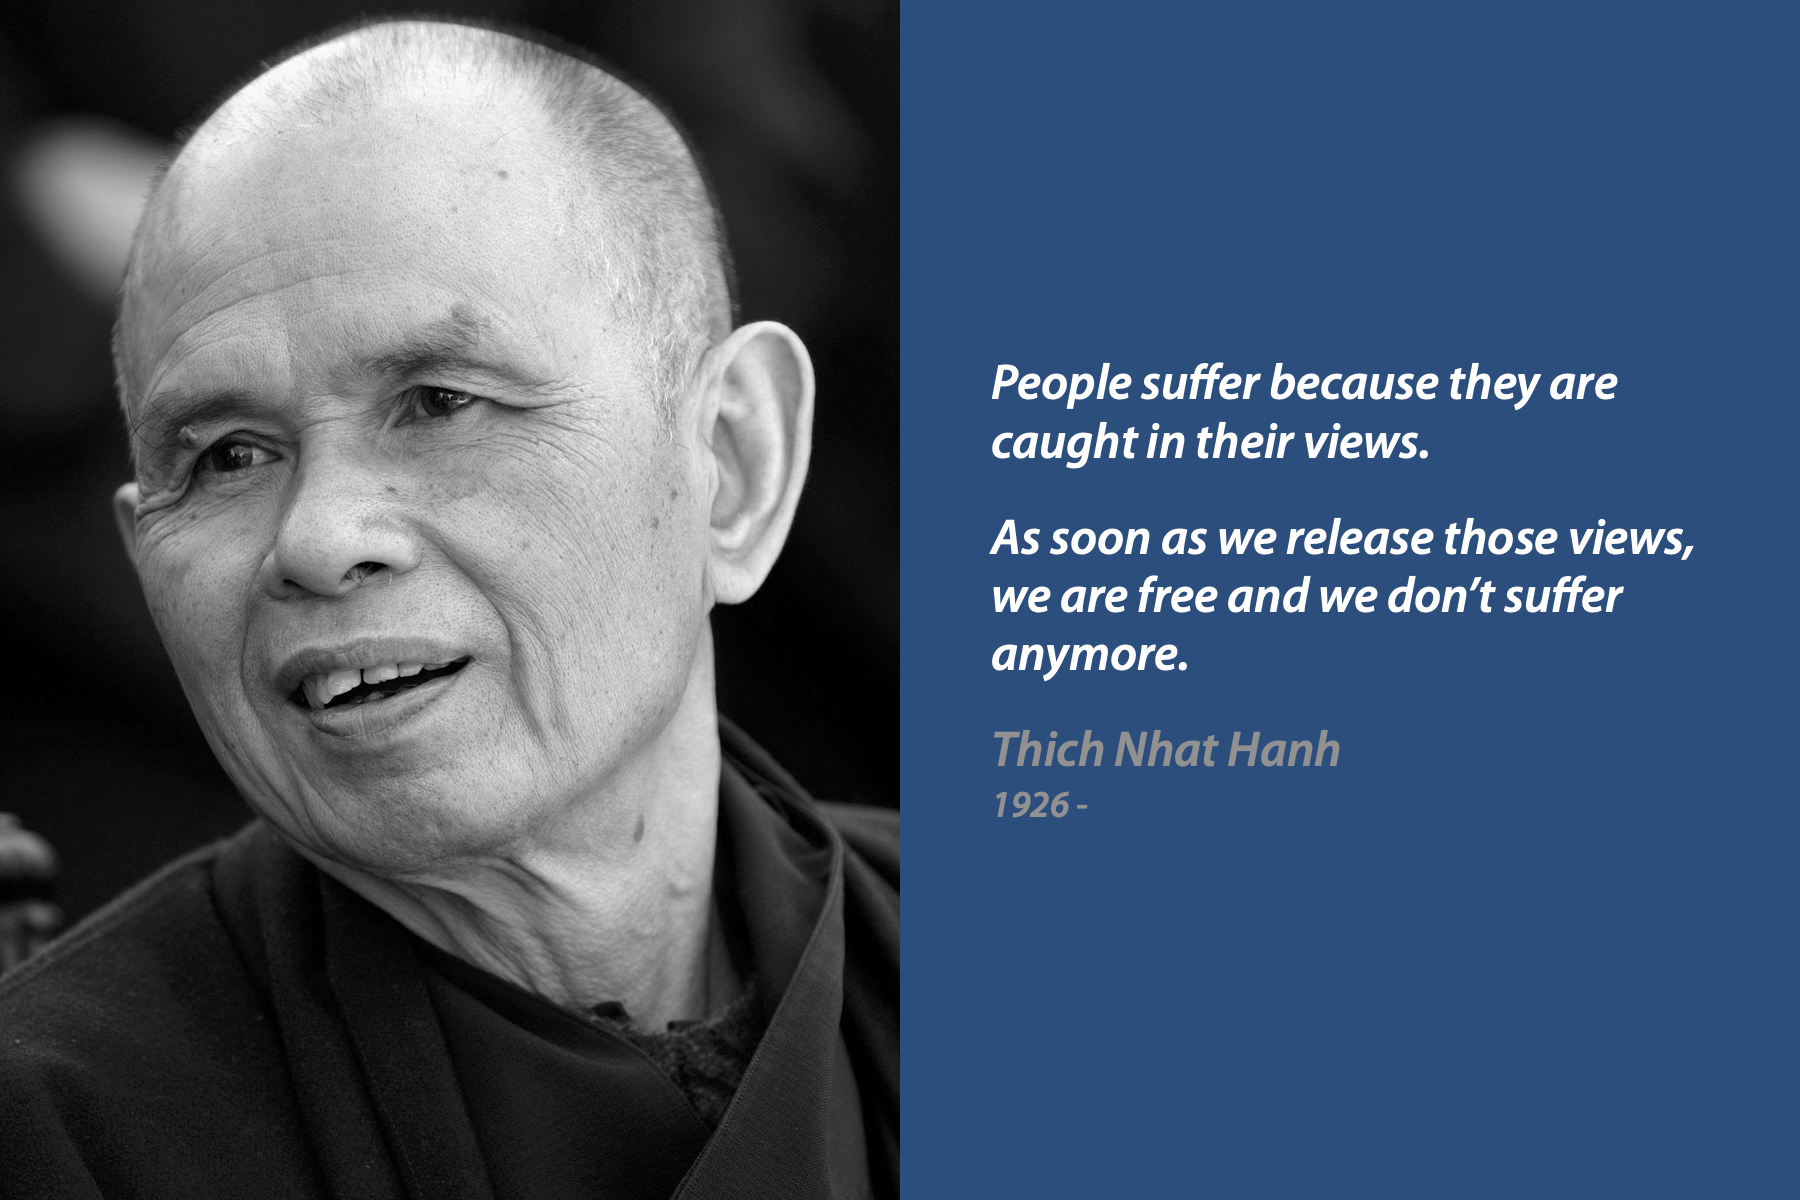 People suffer because they are
caught in their views.
As soon as we release those views,
we are free and we don’t suffer
anymore.
Thich Nhat Hanh
1926 -